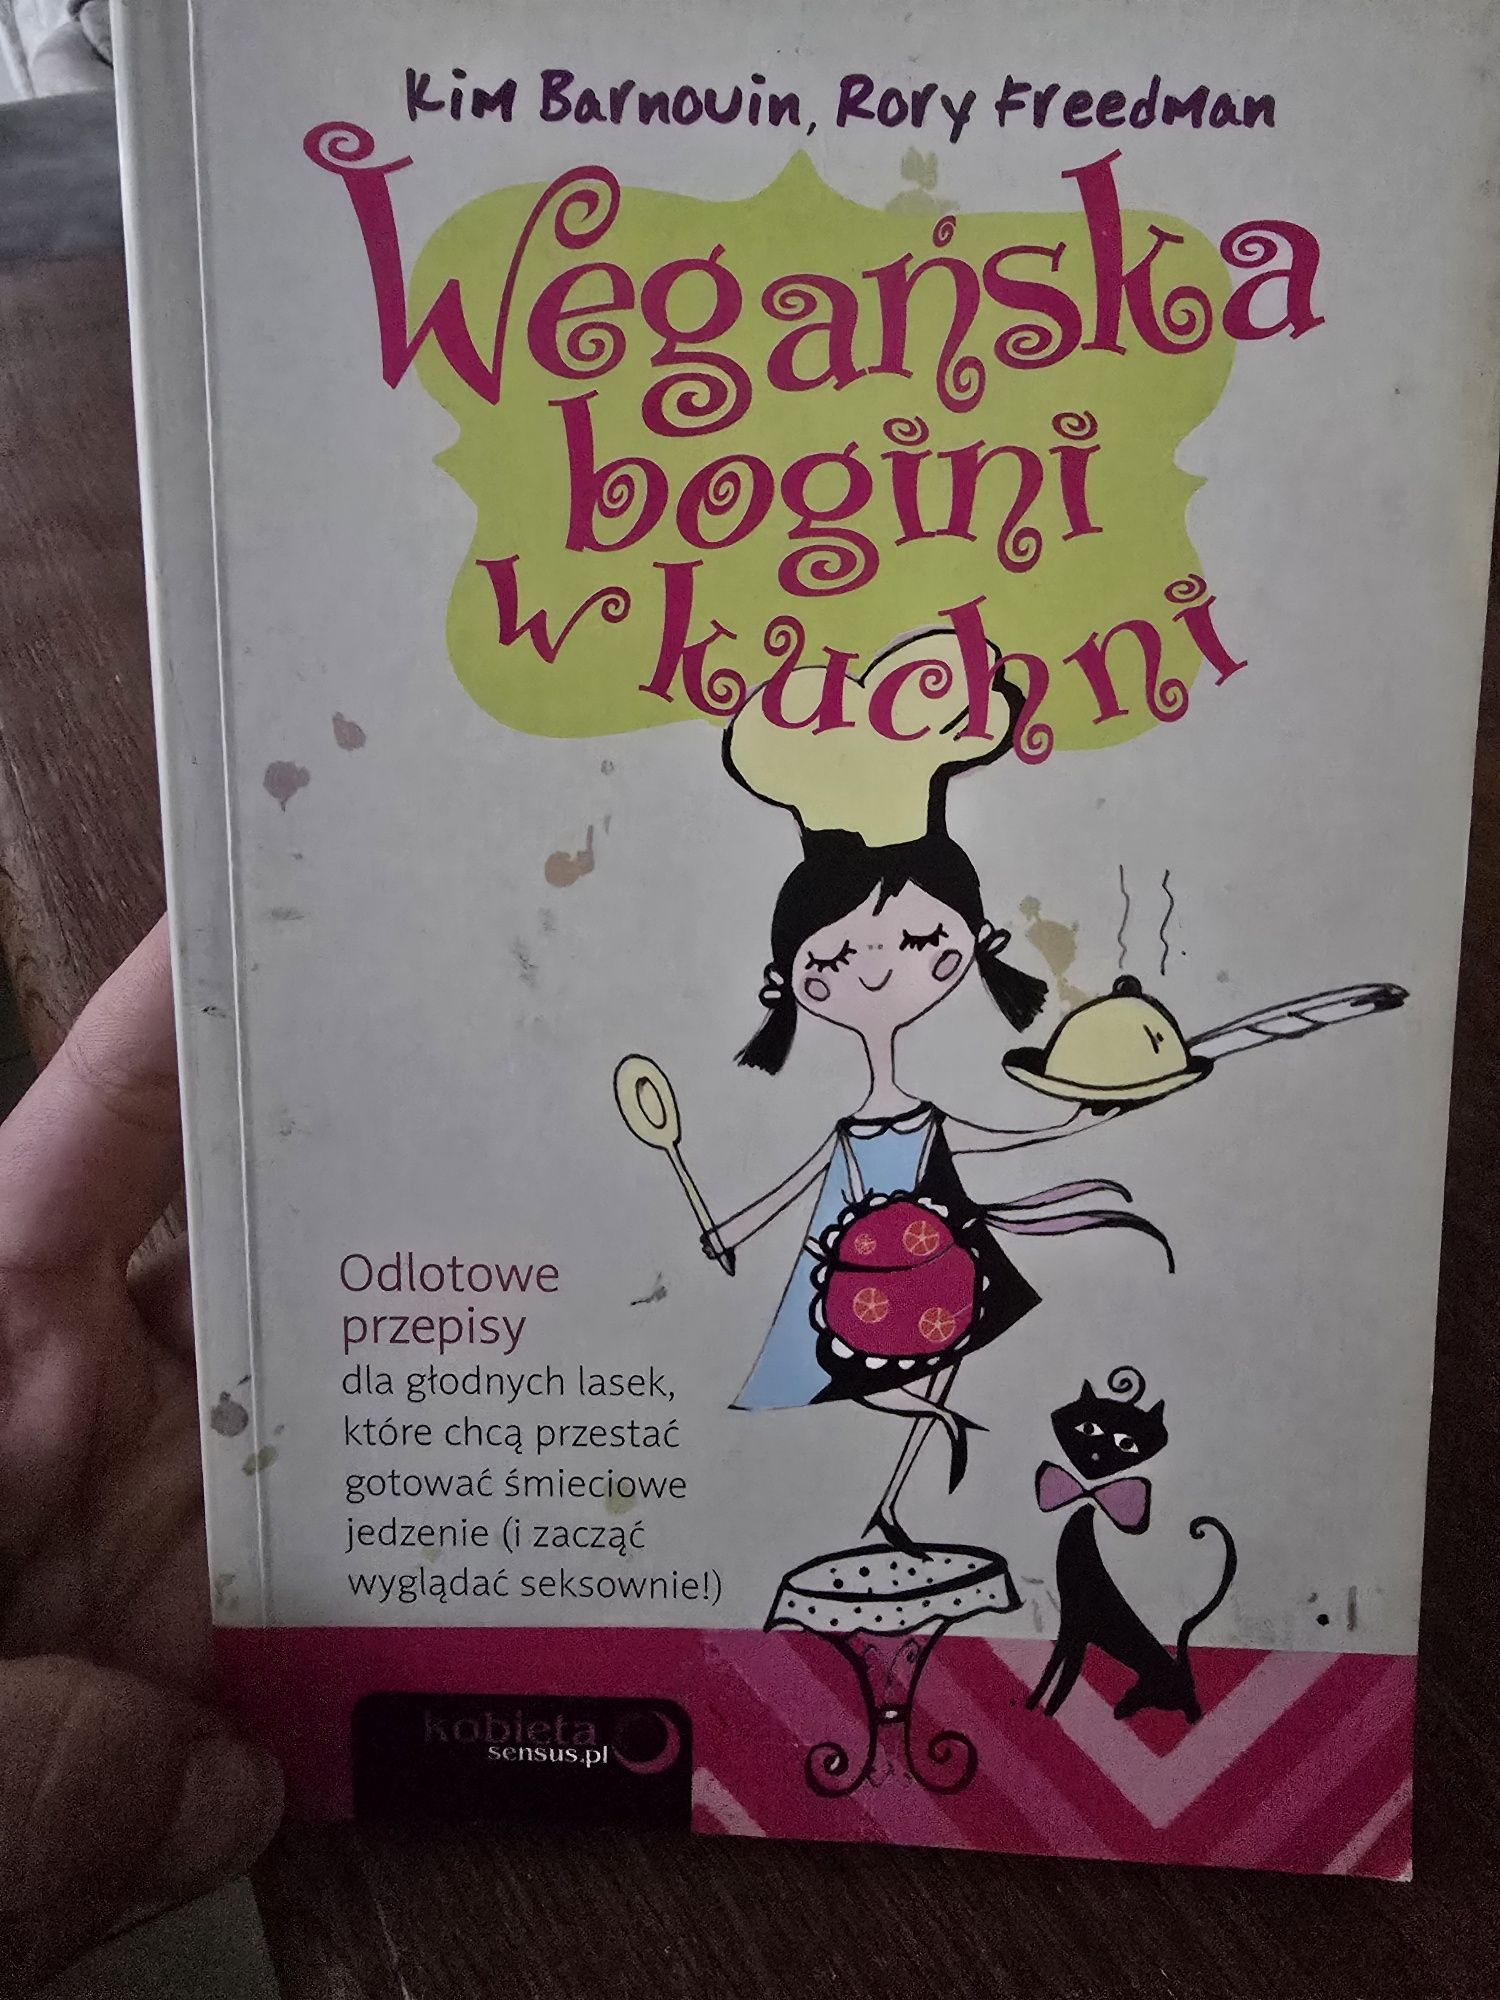 Kim Barnouin, Rory Freedman
Wegańska
bogini
w kuchni
Odlotowe
przepisy
dla głodnych lasek,
które chcą przestać
gotować śmieciowe
jedzenie (i zacząć
wyglądać seksownie!)
kobieta
sensus.pl